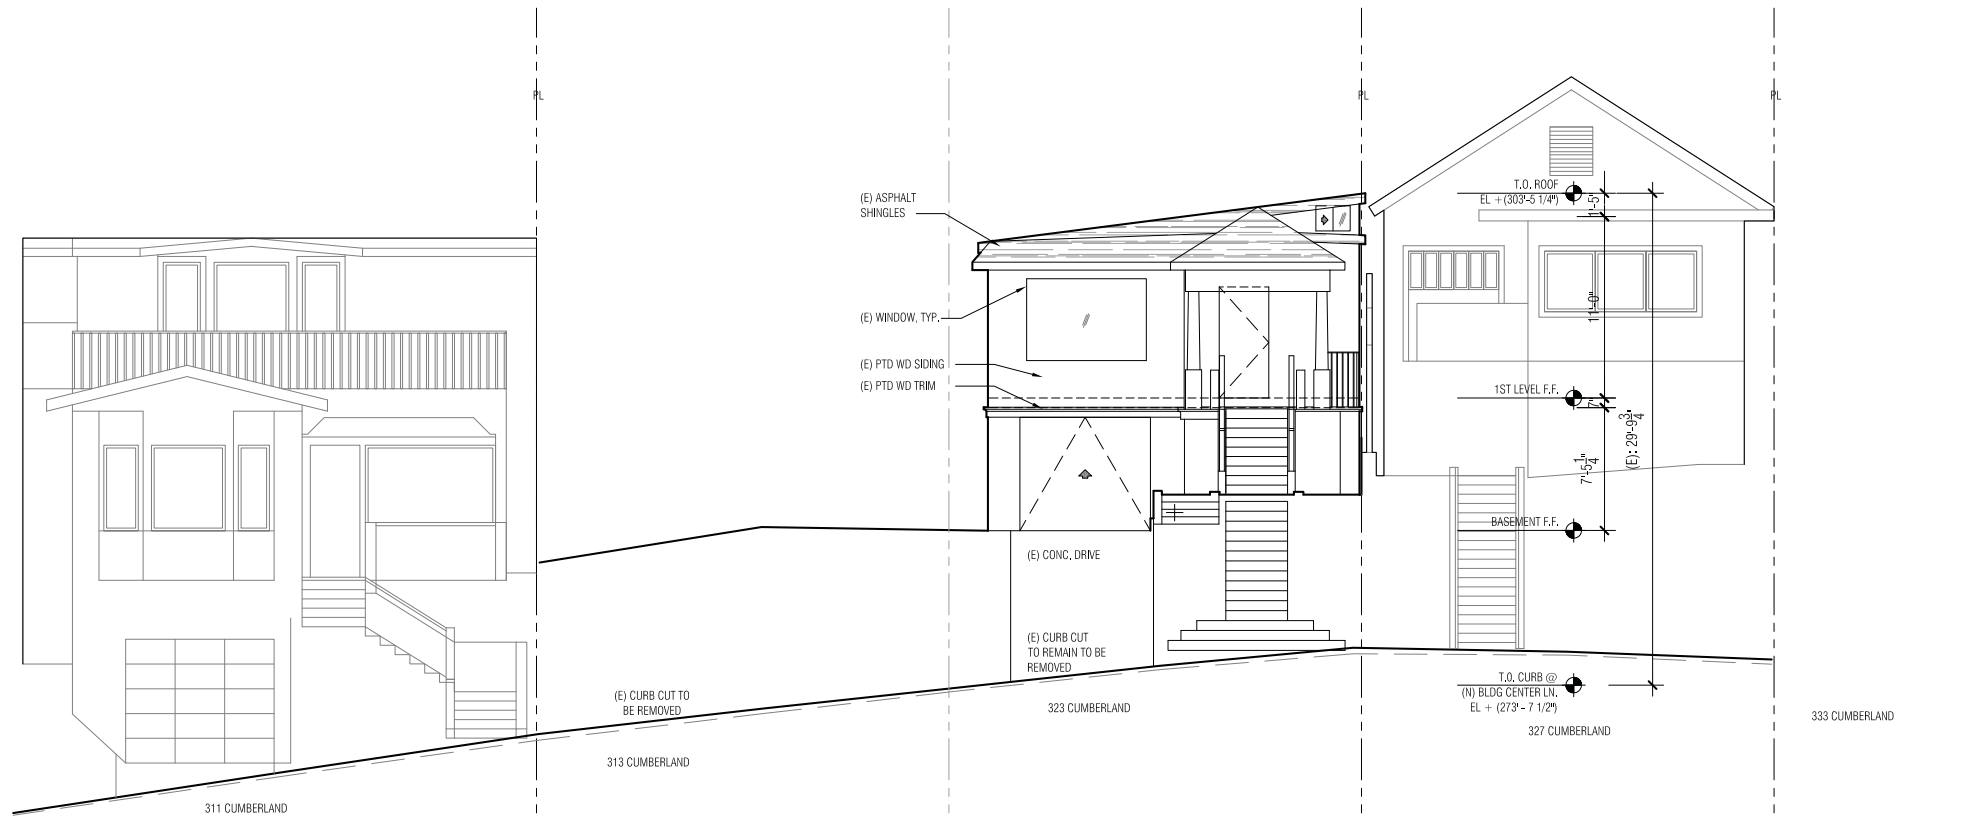 PL
PL
PL
(E) ASPHALT
SHINGLES
T.O. ROOF
EL +(303'-5 1/4")
1'-5"
(E) WINDOW, TYP.
11'-0"
(E) PTD WD SIDING
(E) PTD WD TRIM
1ST LEVEL F.F.
7"
(E): 29'-9 3/4"
7'-5 1/4"
BASEMENT F.F.
(E) CONC. DRIVE
(E) CURB CUT
TO REMAIN TO BE
REMOVED
(E) CURB CUT TO
BE REMOVED
T.O. CURB @
(N) BLDG CENTER LN.
EL + (273' - 7 1/2")
311 CUMBERLAND
313 CUMBERLAND
323 CUMBERLAND
327 CUMBERLAND
333 CUMBERLAND